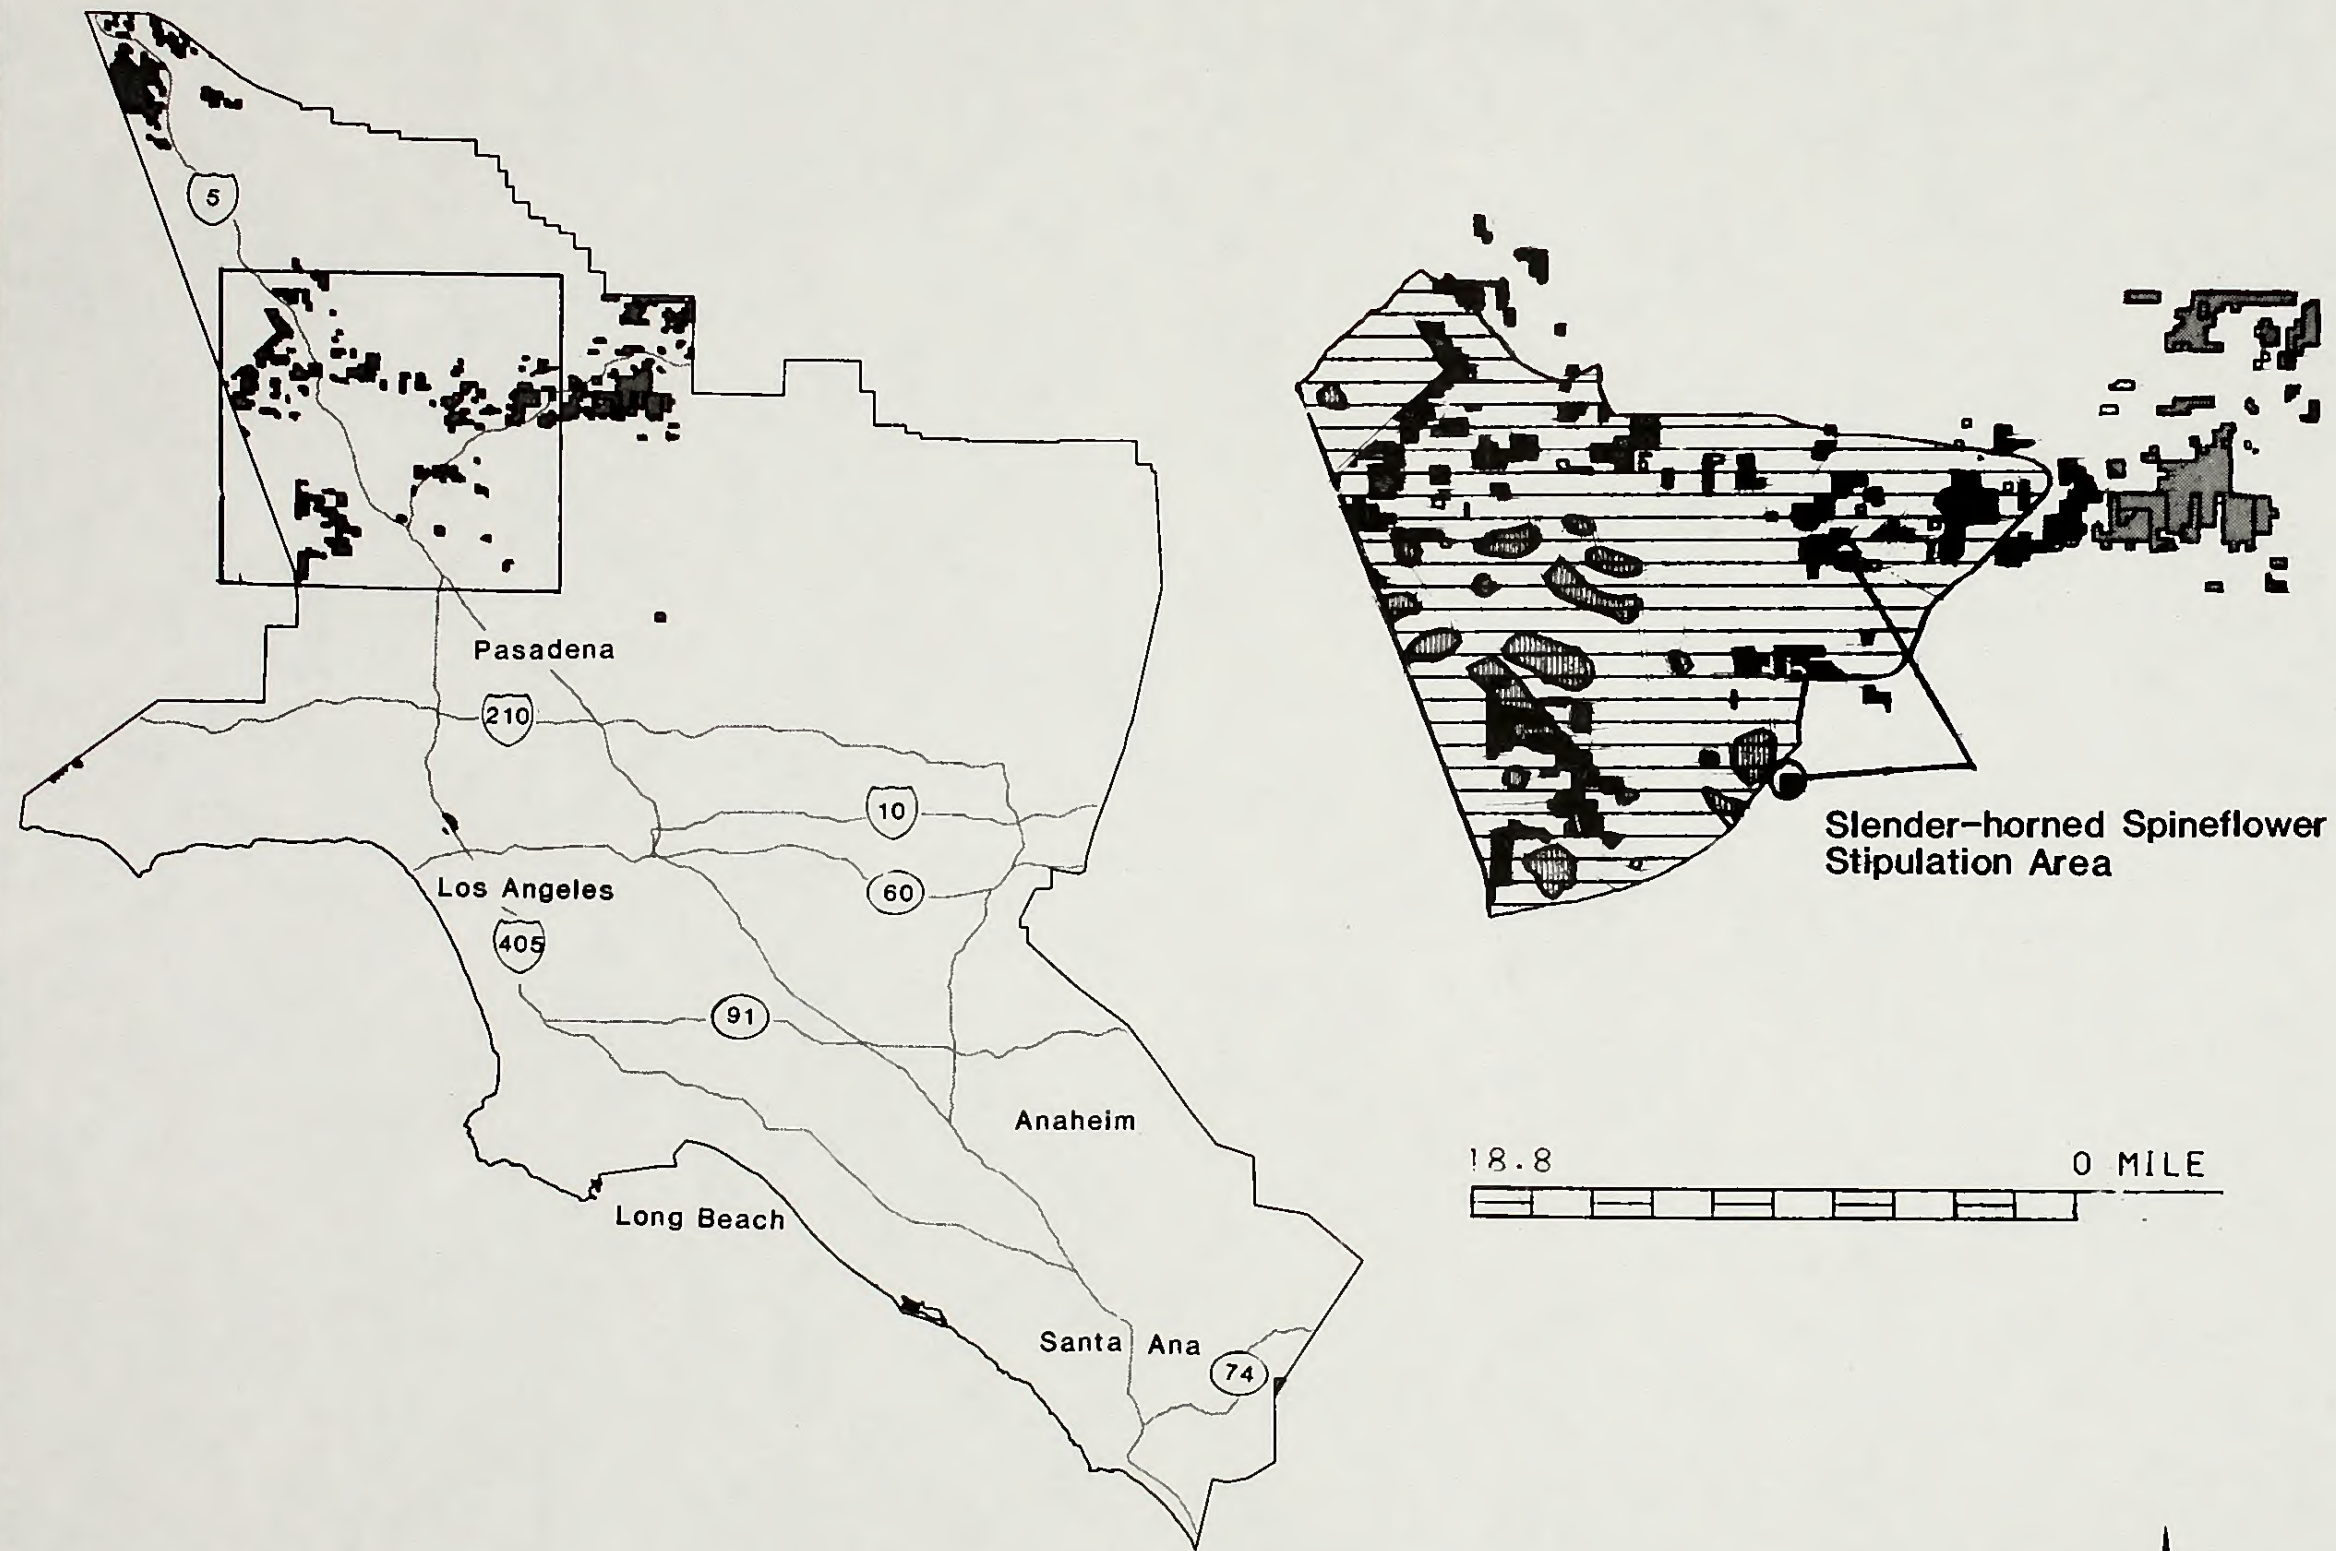 5
Pasadena
210
10
Los Angeles
60
405
91
Anaheim
Long Beach
Santa Ana
74
Slender-horned Spineflower
Stipulation Area
18.8 0 MILE